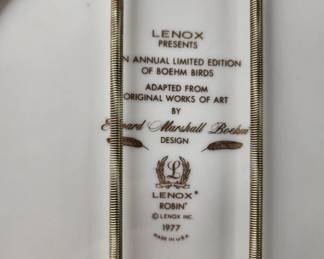 LENOX
PRESENTS
N ANNUAL LIMITED EDITION
OF BOEHM BIRDS
ADAPTED FROM
ORIGINAL WORKS OF ART
BY
Edward Marshall Boehm
DESIGN
L
LENOX®
ROBIN
© LENOX INC.
1977
MADE IN U.S.A.